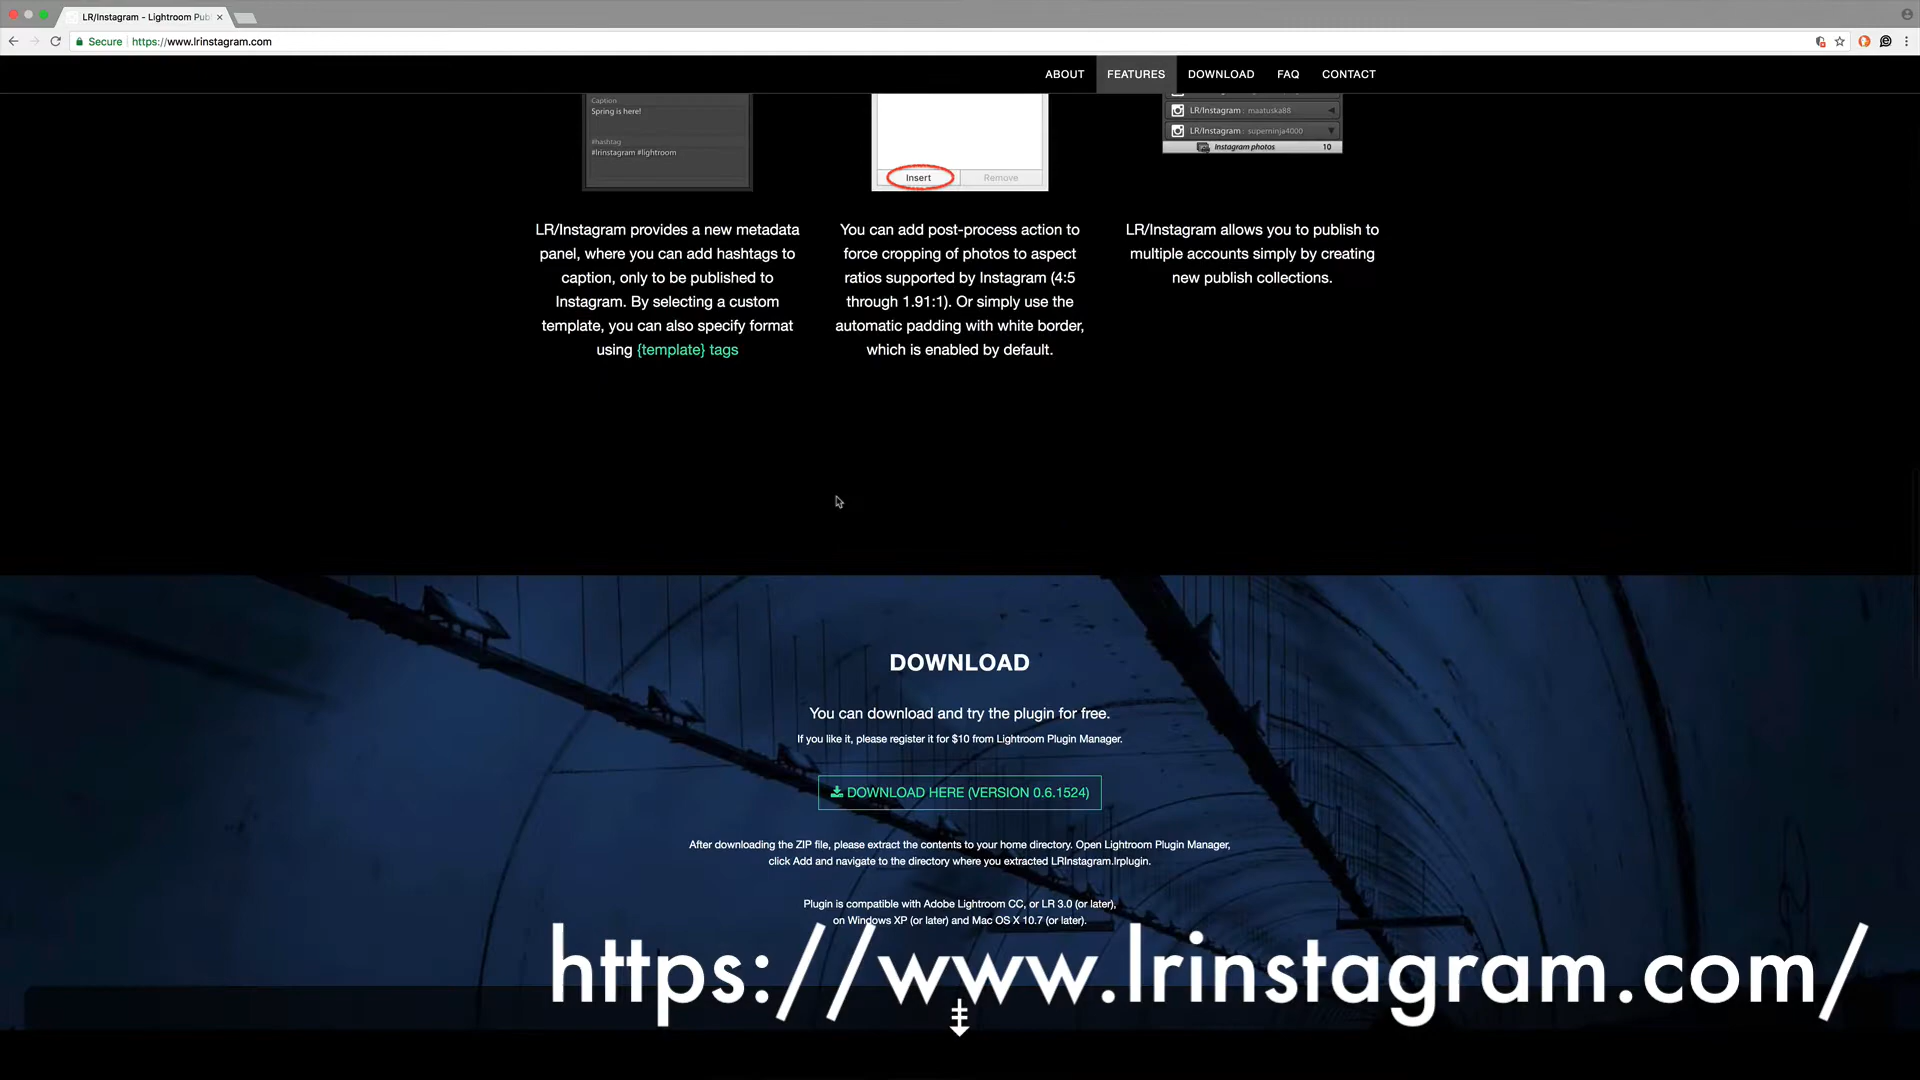 LR/Instagram - Lightroom Pub
Secure
https://www.lrinstagram.com
ABOUT
FEATURES
DOWNLOAD
FAQ
CONTACT
Caption
Spring is here!
#hashtag
#lrinstagram #lightroom
Insert
Remove
LR/Instagram : maatuska88
LR/Instagram : superninja4000
Instagram photos 10
LR/Instagram provides a new metadata
panel, where you can add hashtags to
caption, only to be published to
Instagram. By selecting a custom
template, you can also specify format
using {template} tags
You can add post-process action to
force cropping of photos to aspect
ratios supported by Instagram (4:5
through 1.91:1). Or simply use the
automatic padding with white border,
which is enabled by default.
LR/Instagram allows you to publish to
multiple accounts simply by creating
new publish collections.
DOWNLOAD
You can download and try the plugin for free.
If you like it, please register it for $10 from Lightroom Plugin Manager.
DOWNLOAD HERE (VERSION 0.6.1524)
After downloading the ZIP file, please extract the contents to your home directory. Open Lightroom Plugin Manager,
click Add and navigate to the directory where you extracted LRInstagram.lrplugin.
Plugin is compatible with Adobe Lightroom CC, or LR 3.0 (or later),
on Windows XP (or later) and Mac OS X 10.7 (or later).
https://www.lrinstagram.com/